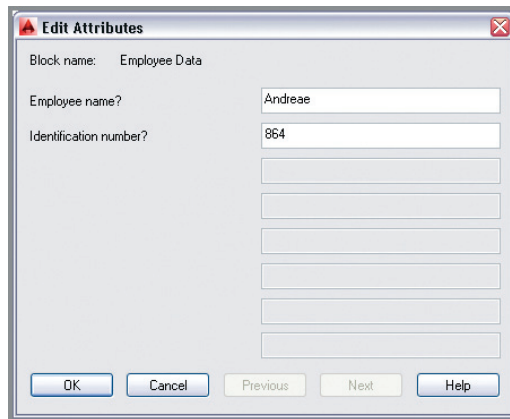 Edit Attributes
Block name: Employee Data
Employee name? Andreae
Identification number? 864
OK Cancel Previous Next Help